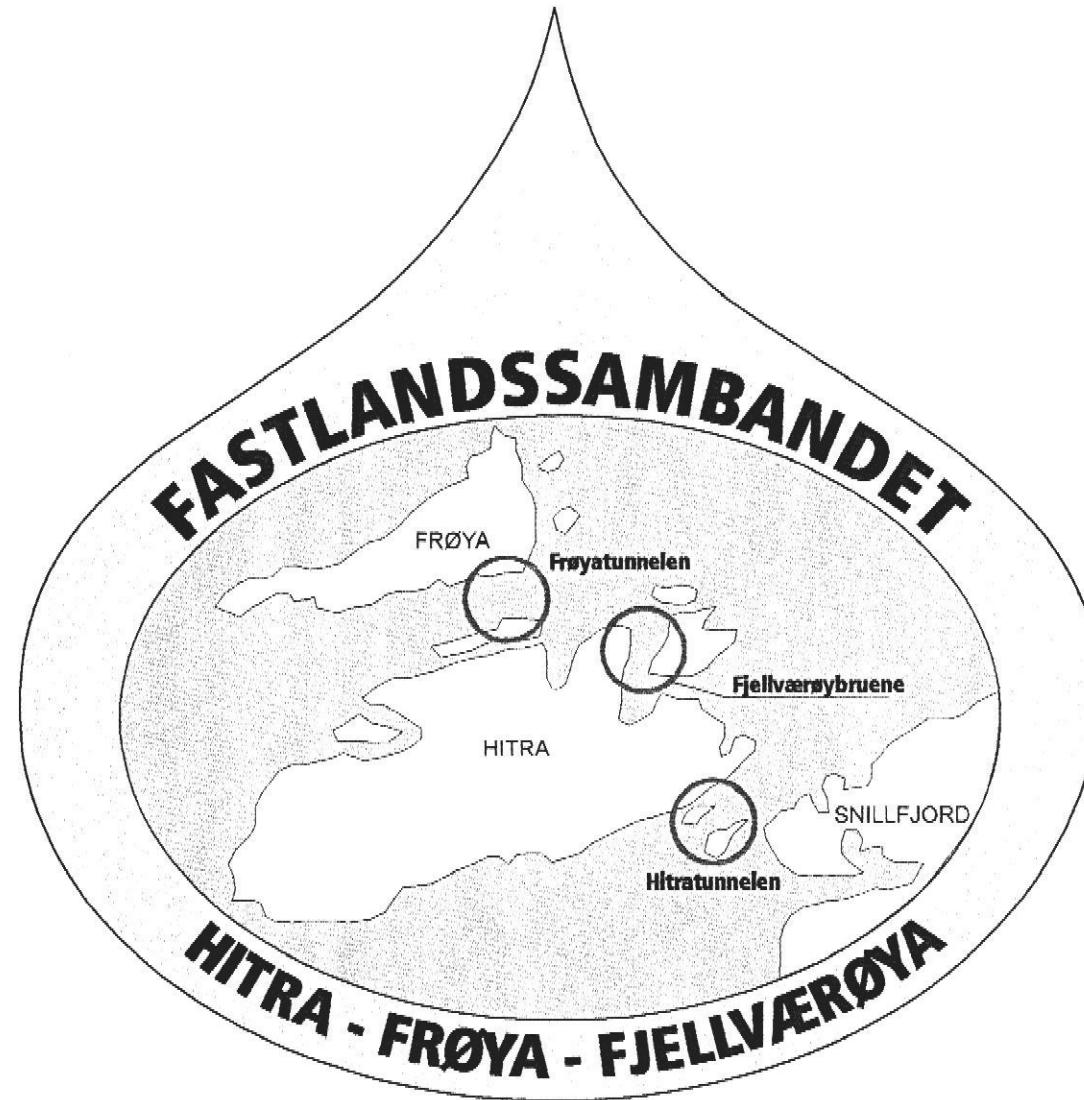 FASTLANDSSAMBANDET
FRØYA
Frøyatunnelen
Fjellværøybruene
HITRA
SNILLFJORD
Hitratunnelen
HITRA - FRØYA - FJELLVÆRØYA